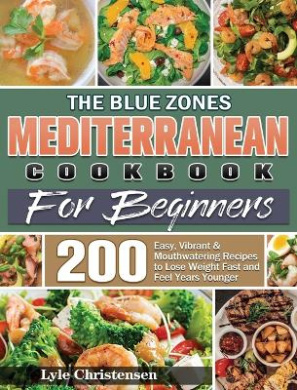 THE BLUE ZONES
MEDITERRANEAN
COOKBOOK
For Beginners
200
Easy, Vibrant &
Mouthwatering Recipes
to Lose Weight Fast and
Feel Years Younger
Lyle Christensen